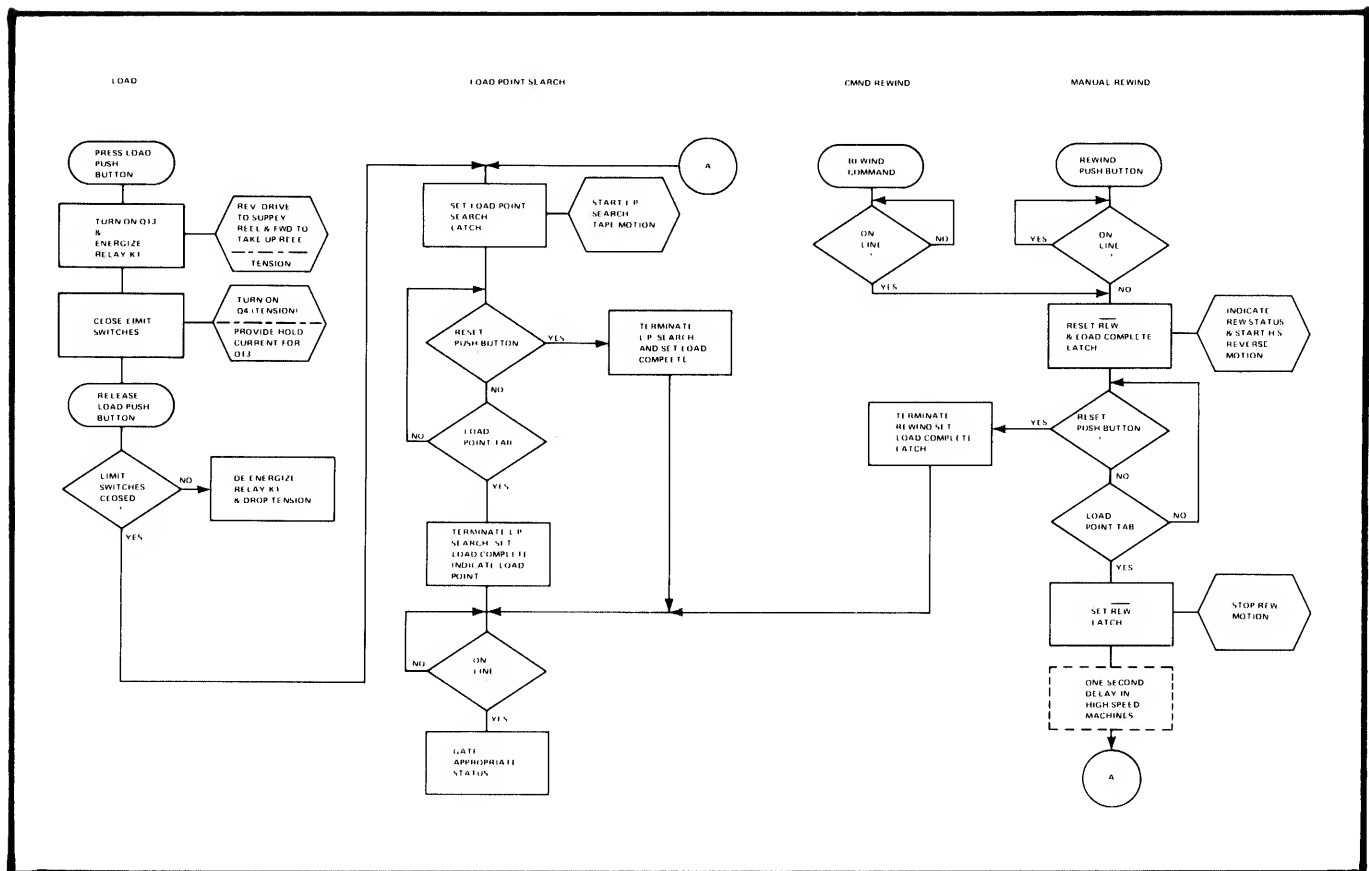 LOAD
PRESS LOAD
PUSH
BUTTON
TURN ON Q13
&
ENERGIZE
RELAY K1
REV DRIVE
TO SUPPLY
REEL & FWD TO
TAKE UP REEL
TENSION
CLOSE LIMIT
SWITCHES
TURN ON
Q4 (TENSION)
PROVIDE HOLD
CURRENT FOR
Q13
RELEASE
LOAD PUSH
BUTTON
LIMIT
SWITCHES
CLOSED
?
NO
YES
DE ENERGIZE
RELAY K1
& DROP TENSION
LOAD POINT SEARCH
A
SET LOAD POINT
SEARCH
LATCH
START L P
SEARCH
TAPE MOTION
RESET
PUSH BUTTON
?
YES
NO
TERMINATE
L P SEARCH
AND SET LOAD
COMPLETE
LOAD
POINT TAB
NO
YES
TERMINATE L P
SEARCH SET
LOAD COMPLETE
INDICATE LOAD
POINT
ON
LINE
NO
YES
GATE
APPROPRIATE
STATUS
CMND REWIND
REWIND
COMMAND
ON
LINE
?
NO
YES
MANUAL REWIND
REWIND
PUSH BUTTON
ON
LINE
?
YES
NO
RESET REW
& LOAD COMPLETE
LATCH
INDICATE
REW STATUS
& START H S
REVERSE
MOTION
RESET
PUSH BUTTON
?
YES
NO
TERMINATE
REWIND SET
LOAD COMPLETE
LATCH
LOAD
POINT TAB
NO
YES
SET REW
LATCH
STOP REW
MOTION
ONE SECOND
DELAY IN
HIGH SPEED
MACHINES
A